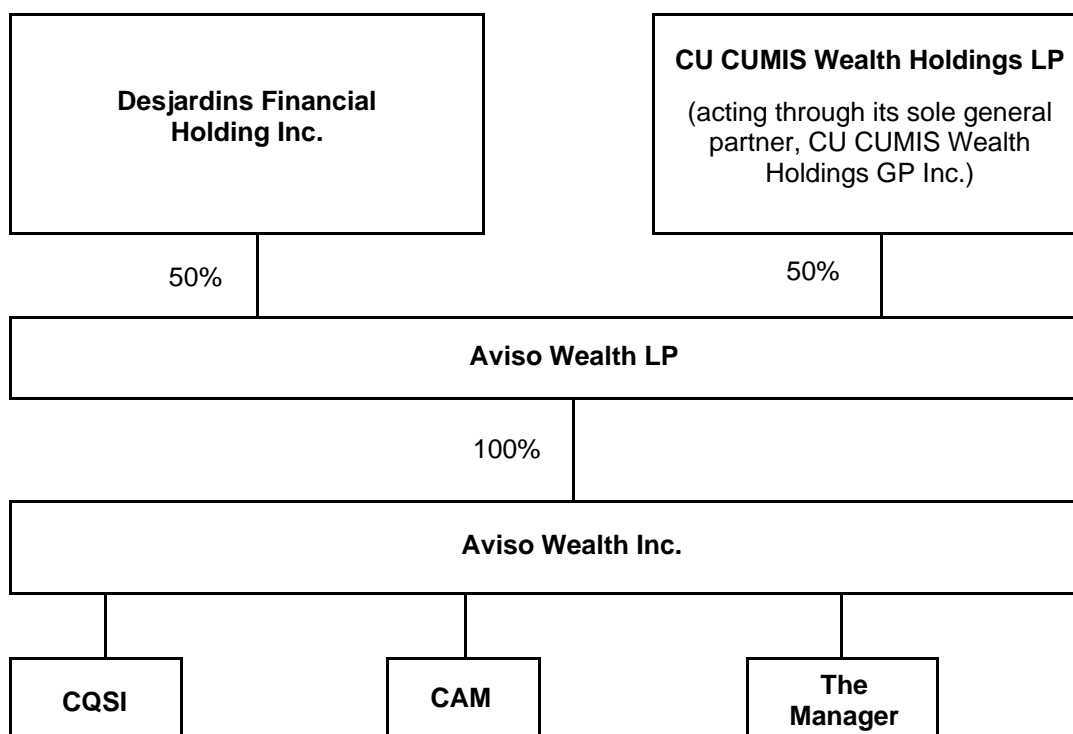 Desjardins Financial
Holding Inc.
CU CUMIS Wealth Holdings LP
(acting through its sole general
partner, CU CUMIS Wealth
Holdings GP Inc.)
50%
50%
Aviso Wealth LP
100%
Aviso Wealth Inc.
CQSI
CAM
The
Manager